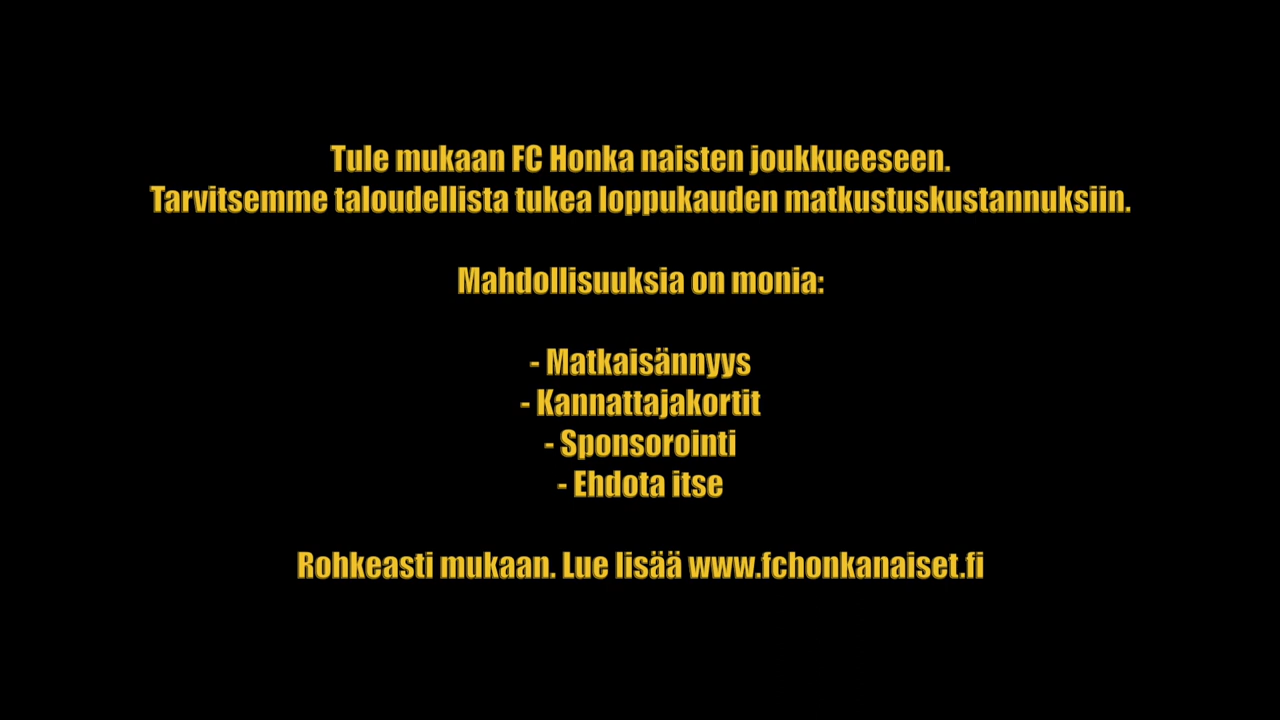 Tule mukaan FC Honka naisten joukkueeseen.
Tarvitsemme taloudellista tukea loppukauden matkustuskustannuksiin.
Mahdollisuuksia on monia:
- Matkaisännyys
- Kannattajakortit
- Sponsorointi
- Ehdota itse
Rohkeasti mukaan. Lue lisää www.fchonkanaiset.fi